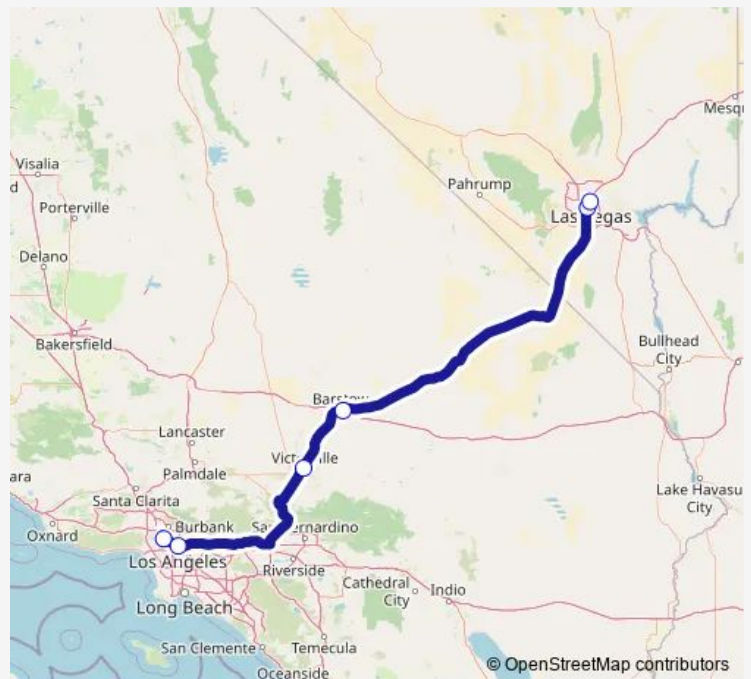 Mesq
Visalia
d
Pahrump
Porterville
Las Vegas
Delano
Bakersfield
Bullhead
City
Barstow
Lancaster
Victorville
Palmdale
ara
Santa Clarita
Lake Havasu
City
Oxnard
Burbank
San Bernardino
Los Angeles
Riverside
Cathedral
City
Indio
Long Beach
San Clemente
Temecula
Oceanside
© OpenStreetMap contributors